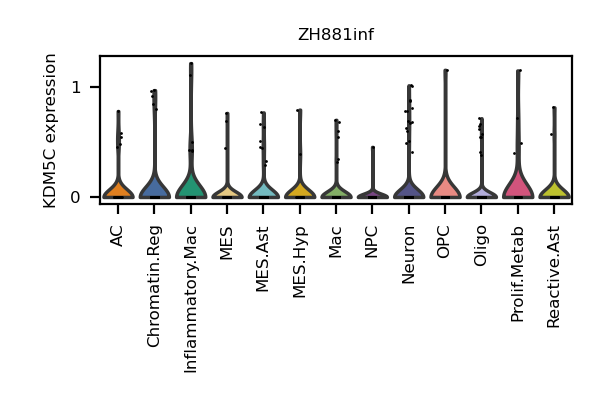 ZH881inf
KDM5C expression
1
0
AC
Chromatin.Reg
Inflammatory.Mac
MES
MES.Ast
MES.Hyp
Mac
NPC
Neuron
OPC
Oligo
Prolif.Metab
Reactive.Ast